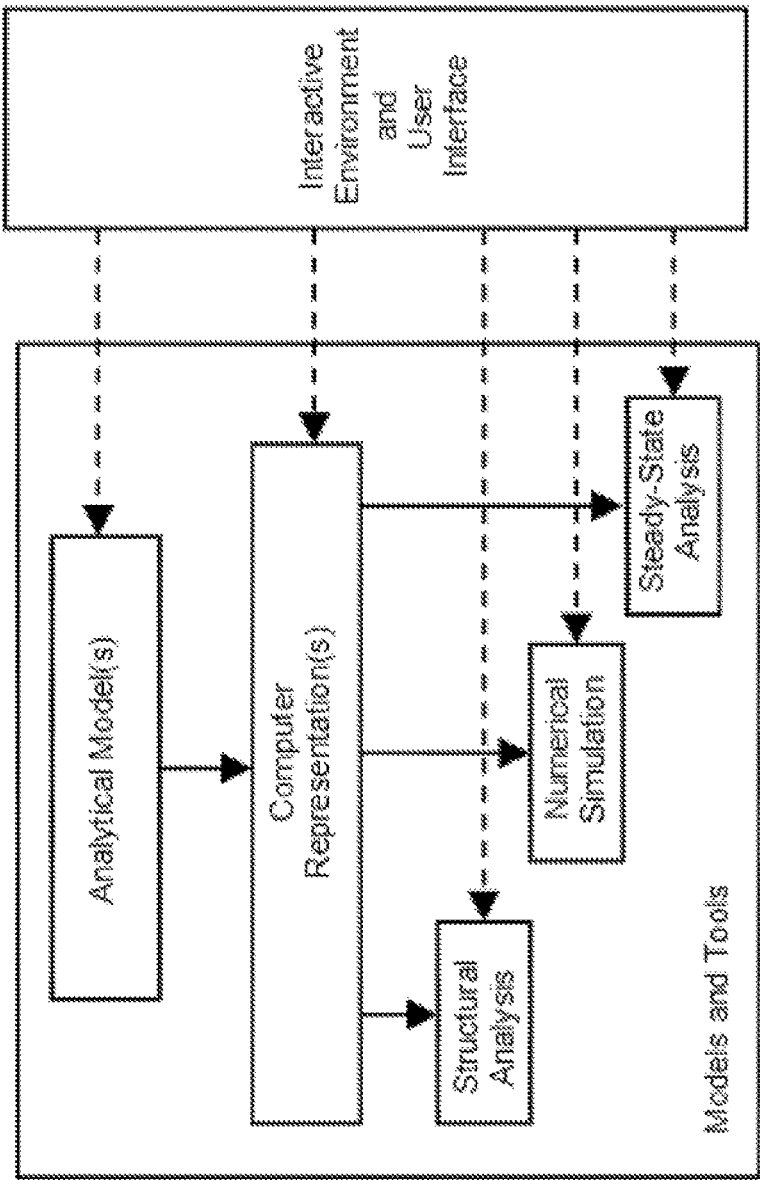 Analytical Model(s)
Computer
Representation(s)
Structural
Analysis
Numerical
Simulation
Steady-State
Analysis
Models and Tools
Interactive
Environment
and
User
Interface